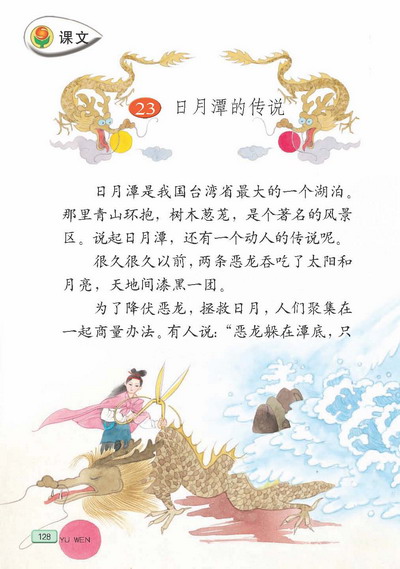 课文
23 日月潭的传说
日月潭是我国台湾省最大的一个湖泊。
那里青山环抱，树木葱茏，是个著名的风景
区。说起日月潭，还有一个动人的传说呢。
很久很久以前，两条恶龙吞吃了太阳和
月亮，天地间漆黑一团。
为了降伏恶龙，拯救日月，人们聚集在
一起商量办法。有人说：“恶龙躲在潭底，只
128
YU WEN